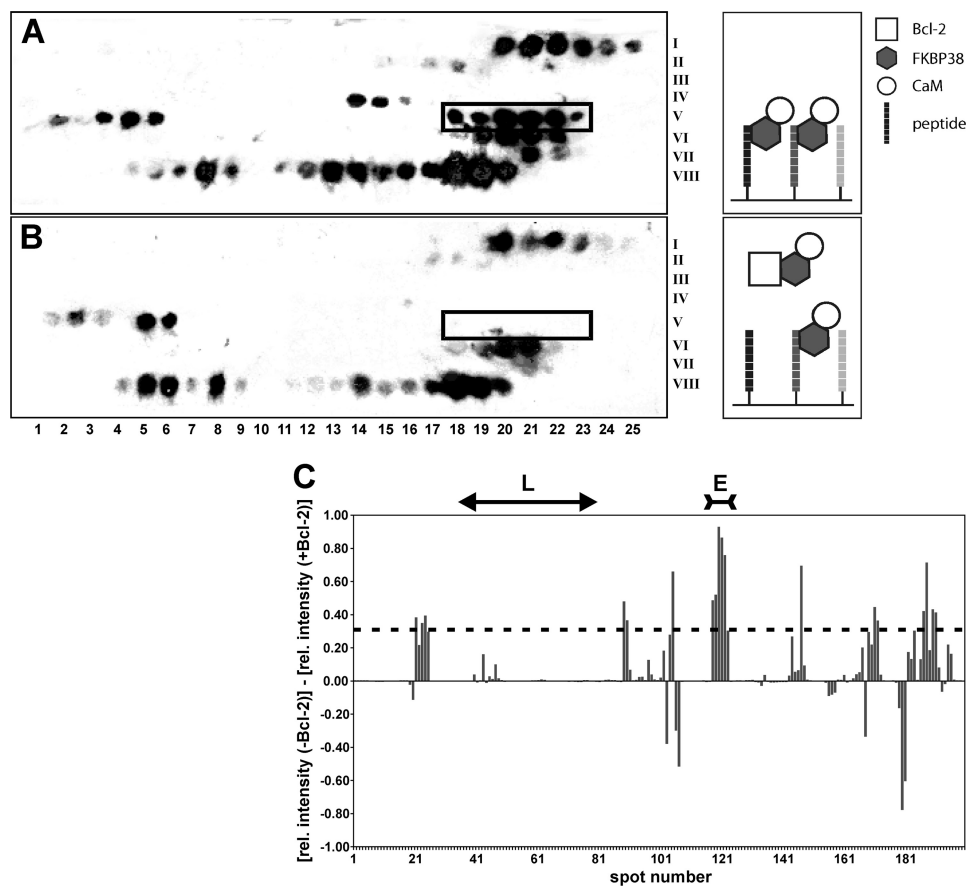 A
I
II
III
IV
V
VI
VII
VIII
Bcl-2
FKBP38
CaM
peptide
B
I
II
III
IV
V
VI
VII
VIII
1 2 3 4 5 6 7 8 9 10 11 12 13 14 15 16 17 18 19 20 21 22 23 24 25
C
L
E
[rel. intensity (-Bcl-2)] - [rel. intensity (+Bcl-2)]
1.00
0.80
0.60
0.40
0.20
0.00
-0.20
-0.40
-0.60
-0.80
-1.00
1 21 41 61 81 101 121 141 161 181
spot number